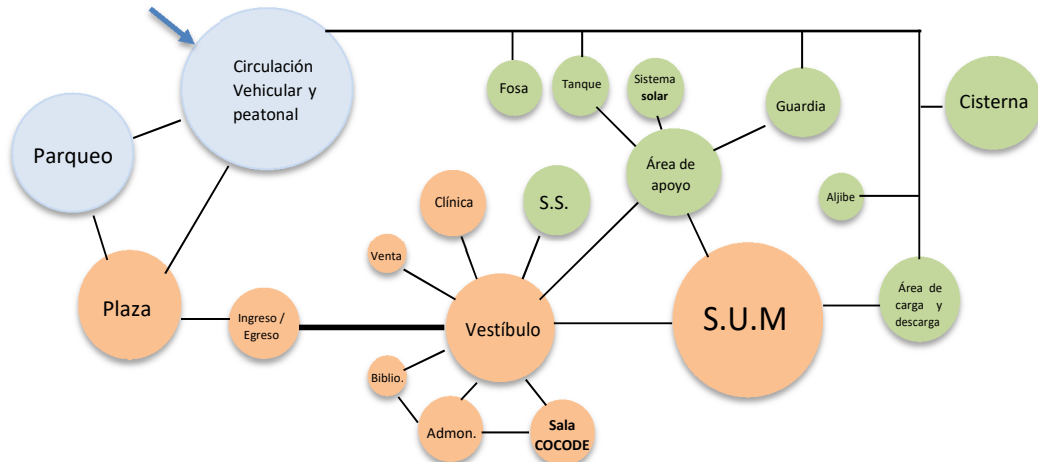 Circulación
Vehicular y
peatonal
Parqueo
Plaza
Ingreso /
Egreso
Fosa
Tanque
Sistema
solar
Guardia
Cisterna
Área de
apoyo
Aljibe
Clínica
S.S.
Venta
Vestíbulo
S.U.M
Área de
carga y
descarga
Biblio.
Admon.
Sala
COCODE